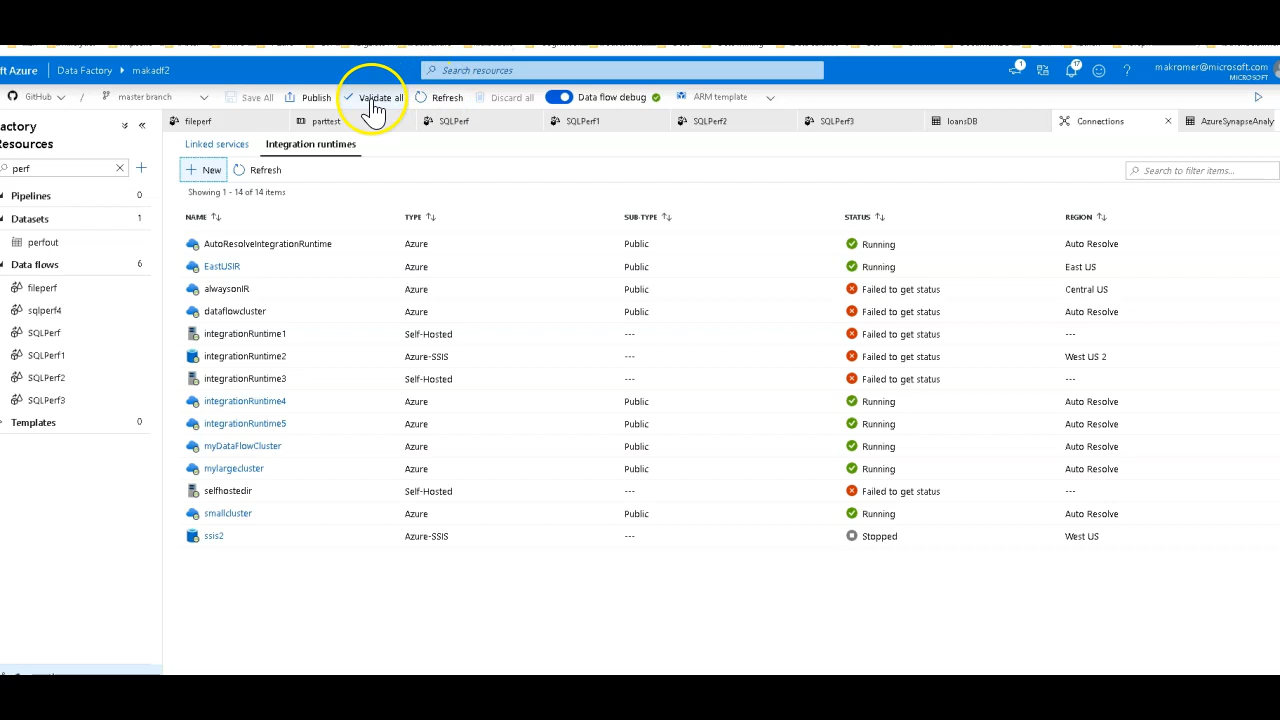 ft Azure Data Factory makadf2 Search resources 1 17 makromer@microsoft.com
MICROSOFT
GitHub / master branch Save All Publish Validate all Refresh Discard all Data flow debug ARM template
Factory Resources
perf
Pipelines 0
Datasets 1
perfout
Data flows 6
fileperf
sqlperf4
SQLPerf
SQLPerf1
SQLPerf2
SQLPerf3
Templates 0
fileperf parttest SQLPerf SQLPerf1 SQLPerf2 SQLPerf3 loansDB Connections AzureSynapseAnaly
Linked services Integration runtimes
New Refresh Search to filter items...
Showing 1 - 14 of 14 items
NAME TYPE SUB-TYPE STATUS REGION
AutoResolveIntegrationRuntime Azure Public Running Auto Resolve
EastUSIR Azure Public Running East US
alwaysonIR Azure Public Failed to get status Central US
dataflowcluster Azure Public Failed to get status Auto Resolve
integrationRuntime1 Self-Hosted --- Failed to get status ---
integrationRuntime2 Azure-SSIS --- Failed to get status West US 2
integrationRuntime3 Self-Hosted --- Failed to get status ---
integrationRuntime4 Azure Public Running Auto Resolve
integrationRuntime5 Azure Public Running Auto Resolve
myDataFlowCluster Azure Public Running Auto Resolve
mylargecluster Azure Public Running Auto Resolve
selfhostedir Self-Hosted --- Failed to get status ---
smallcluster Azure Public Running Auto Resolve
ssis2 Azure-SSIS --- Stopped West US